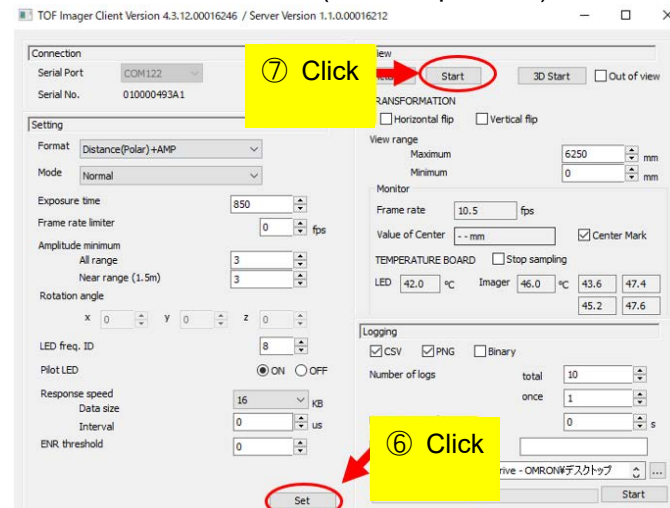 TOF Imager Client Version 4.3.12.00016246 / Server Version 1.1.0.00016212
Connection
Serial Port COM122
Serial No. 010000493A1
Setting
Format Distance(Polar)+AMP
Mode Normal
Exposure time 850
Frame rate limiter 0 fps
Amplitude minimum
All range 3
Near range (1.5m) 3
Rotation angle
x 0 y 0 z 0
LED freq. ID 8
Pilot LED ON OFF
Response speed
Data size 16 KB
Interval 0 us
ENR threshold 0
Set
⑦ Click
Start 3D Start Out of view
Horizontal flip Vertical flip
View range
Maximum 6250 mm
Minimum 0 mm
Monitor
Frame rate 10.5 fps
Value of Center --mm Center Mark
TEMPERATURE BOARD Stop sampling
LED 42.0 ℃ Imager 46.0 ℃ 43.6 47.4
45.2 47.6
Logging
CSV PNG Binary
Number of logs total 10
once 1
0 s
⑥ Click
- OMRON¥デスクトップ ...
Start